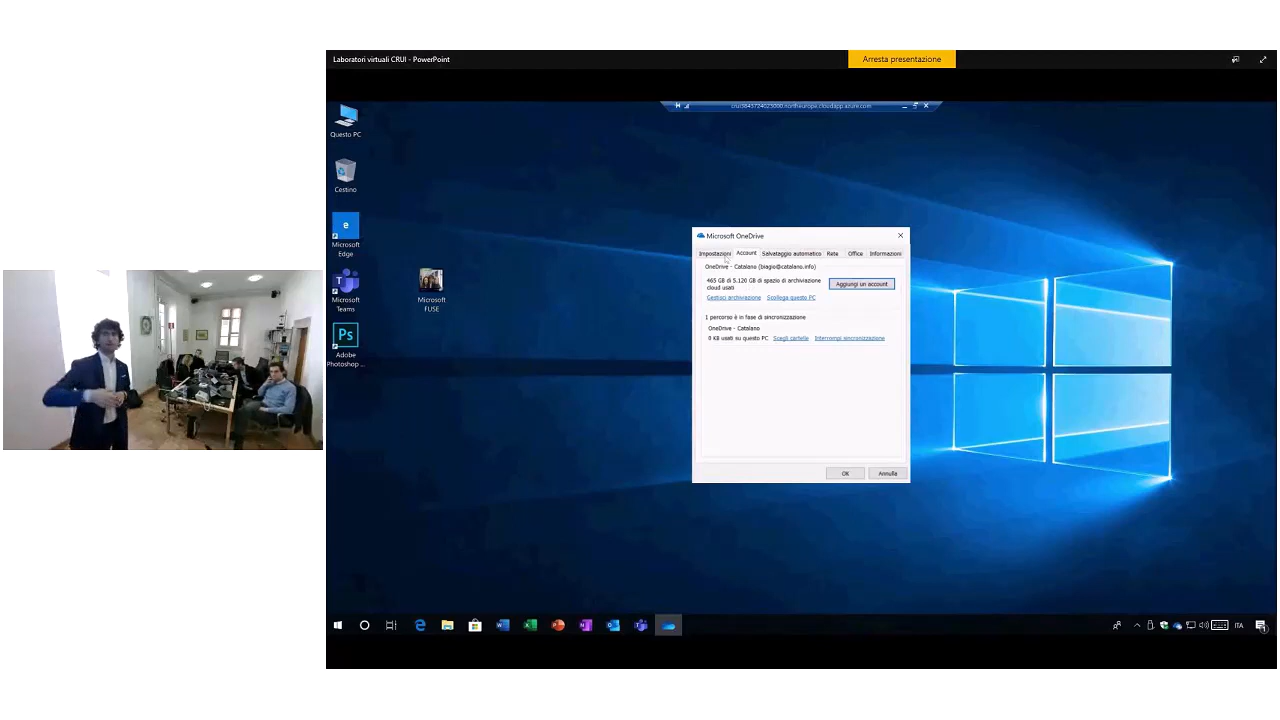 Laboratori virtuali CRUI - PowerPoint
Arresta presentazione
Questo PC
Cestino
Microsoft
Edge
Microsoft
Teams
Microsoft
FUSE
Ps
Adobe
Photoshop ...
Microsoft OneDrive
Impostazioni Account Salvataggio automatico Rete Office Informazioni
OneDrive - Catalano (biagio@catalano.info)
465 GB di 5.120 GB di spazio di archiviazione
cloud usati
Aggiungi un account
Gestisci archiviazione Scollega questo PC
1 percorso è in fase di sincronizzazione
OneDrive - Catalano
0 KB usati su questo PC Scegli cartelle Interrompi sincronizzazione
OK Annulla
ITA